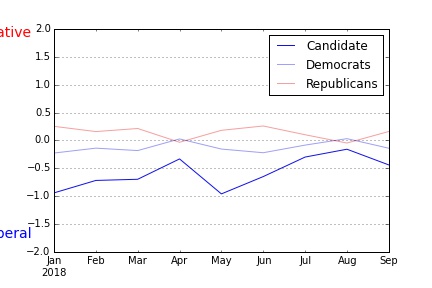 2.0
ative
Candidate
Democrats
Republicans
1.5
1.0
0.5
0.0
−0.5
−1.0
−1.5
beral
−2.0
Jan Feb Mar Apr May Jun Jul Aug Sep
2018